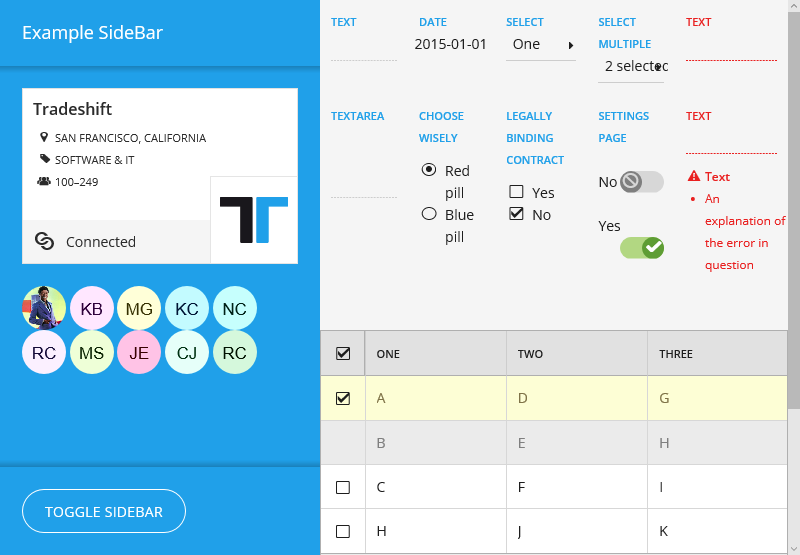 Example SideBar
Tradeshift
SAN FRANCISCO, CALIFORNIA
SOFTWARE & IT
100–249
Connected
KB MG KC NC
RC MS JE CJ RC
TOGGLE SIDEBAR
TEXT
DATE
2015-01-01
SELECT
One
SELECT
MULTIPLE
2 selected
TEXT
TEXTAREA
CHOOSE
WISELY
Red
pill
Blue
pill
LEGALLY
BINDING
CONTRACT
Yes
No
SETTINGS
PAGE
No
Yes
TEXT
Text
An
explanation of
the error in
question
ONE TWO THREE
A D G
B E H
C F I
H J K